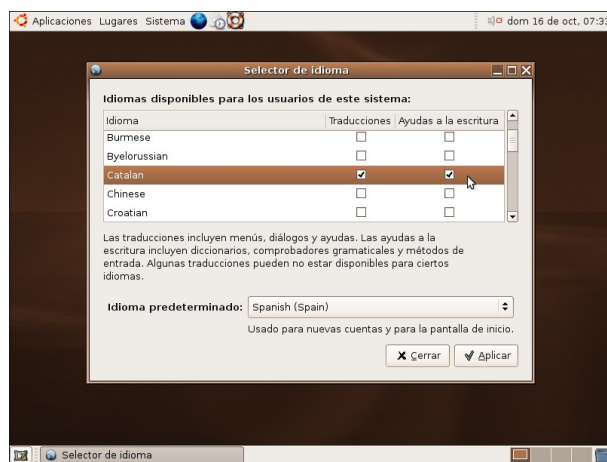 Aplicaciones Lugares Sistema dom 16 de oct, 07:33
Selector de idioma
Idiomas disponibles para los usuarios de este sistema:
Idioma Traducciones Ayudas a la escritura
Burmese
Byelorussian
Catalan
Chinese
Croatian
Las traducciones incluyen menús, diálogos y ayudas. Las ayudas a la
escritura incluyen diccionarios, comprobadores gramaticales y métodos de
entrada. Algunas traducciones pueden no estar disponibles para ciertos
idiomas.
Idioma predeterminado: Spanish (Spain)
Usado para nuevas cuentas y para la pantalla de inicio.
Cerrar Aplicar
Selector de idioma